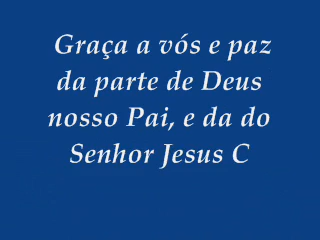 Graça a vós e paz
da parte de Deus
nosso Pai, e da do
Senhor Jesus C